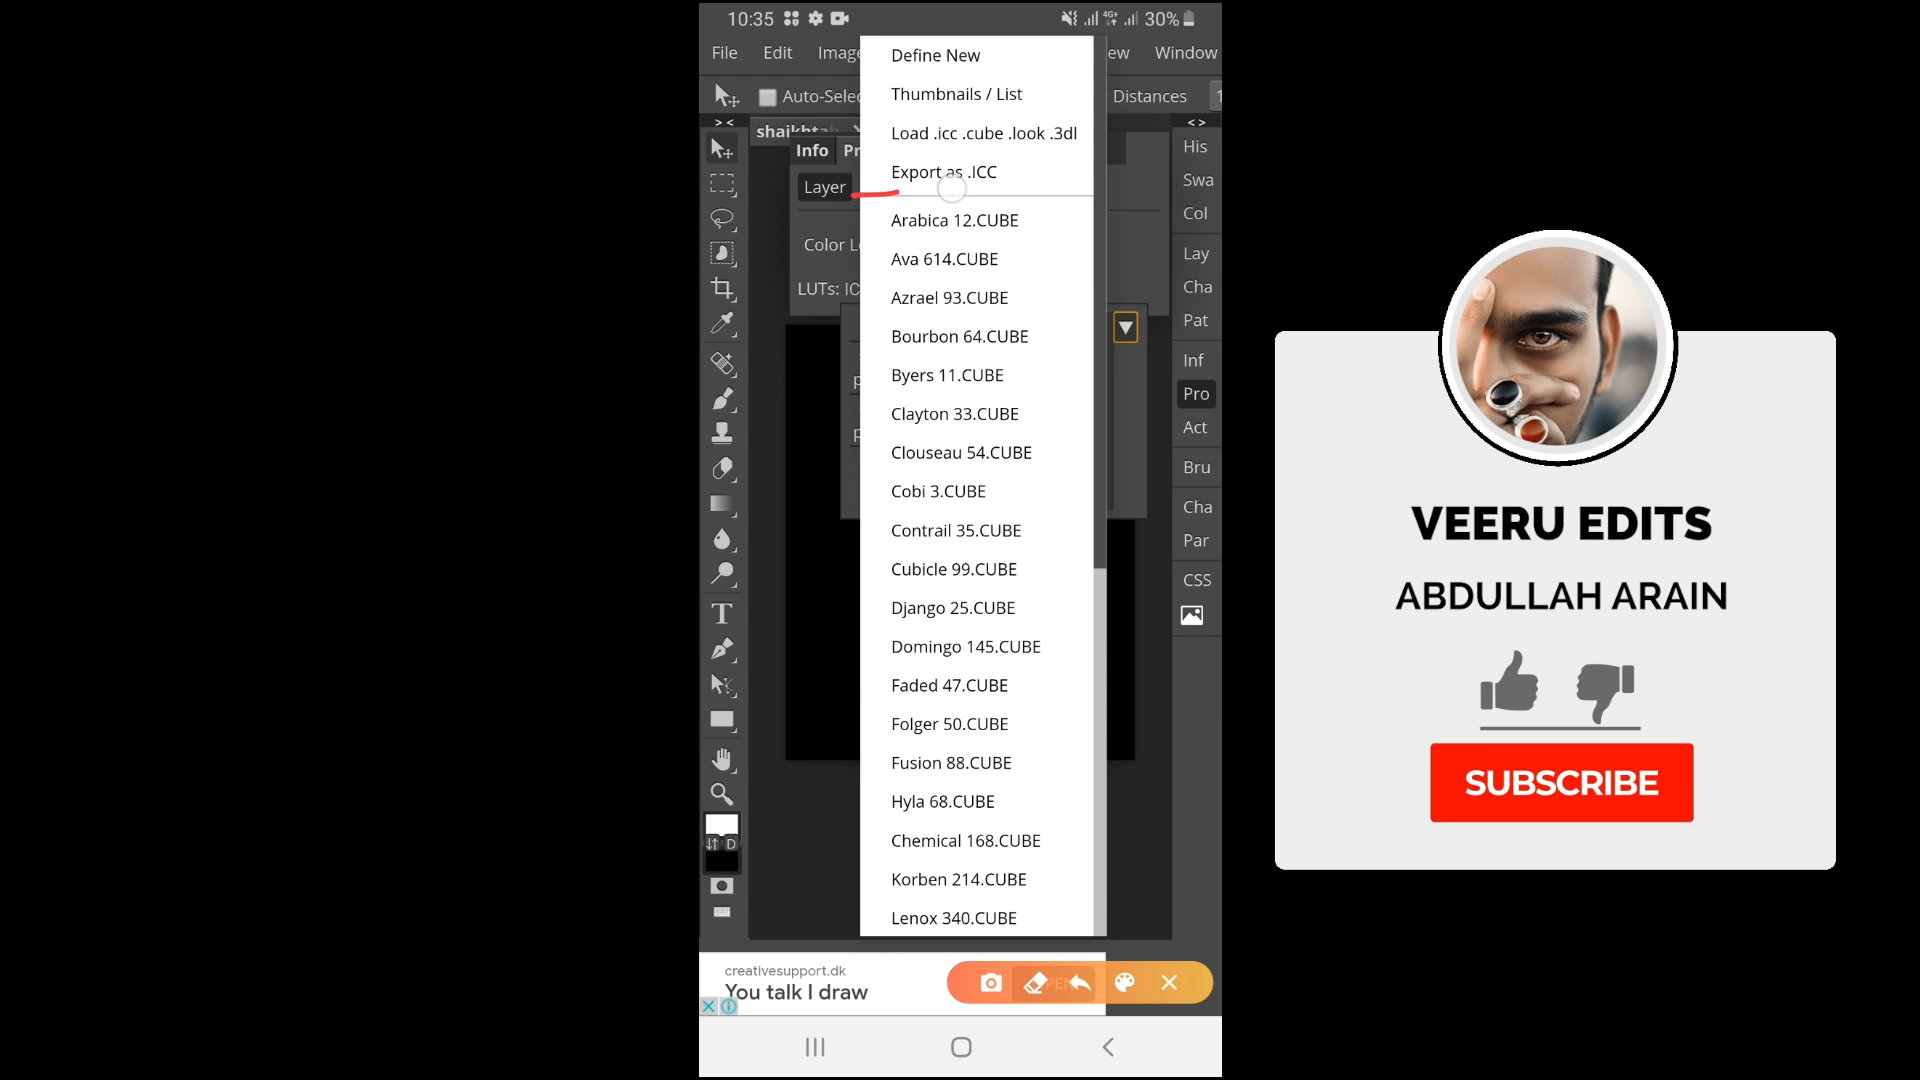 10:35 4G+ 30%
File Edit Image ew Window
Auto-Selec Distances 1
> <
< >
shaikhtab
Info Pr
Layer
Color L
LUTs: IC
Define New
Thumbnails / List
Load .icc .cube .look .3dl
Export as .ICC
Arabica 12.CUBE
Ava 614.CUBE
Azrael 93.CUBE
Bourbon 64.CUBE
Byers 11.CUBE
Clayton 33.CUBE
Clouseau 54.CUBE
Cobi 3.CUBE
Contrail 35.CUBE
Cubicle 99.CUBE
Django 25.CUBE
Domingo 145.CUBE
Faded 47.CUBE
Folger 50.CUBE
Fusion 88.CUBE
Hyla 68.CUBE
Chemical 168.CUBE
Korben 214.CUBE
Lenox 340.CUBE
His
Swa
Col
Lay
Cha
Pat
Inf
Pro
Act
Bru
Cha
Par
CSS
D
creativesupport.dk
You talk I draw
VEERU EDITS
ABDULLAH ARAIN
SUBSCRIBE